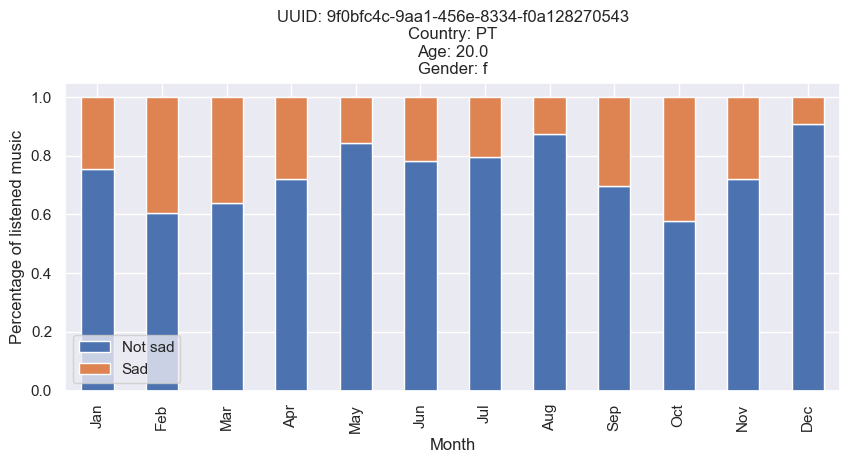 UUID: 9f0bfc4c-9aa1-456e-8334-f0a128270543
Country: PT
Age: 20.0
Gender: f
Percentage of listened music
1.0
0.8
0.6
0.4
0.2
0.0
Not sad
Sad
Jan
Feb
Mar
Apr
May
Jun
Jul
Aug
Sep
Oct
Nov
Dec
Month